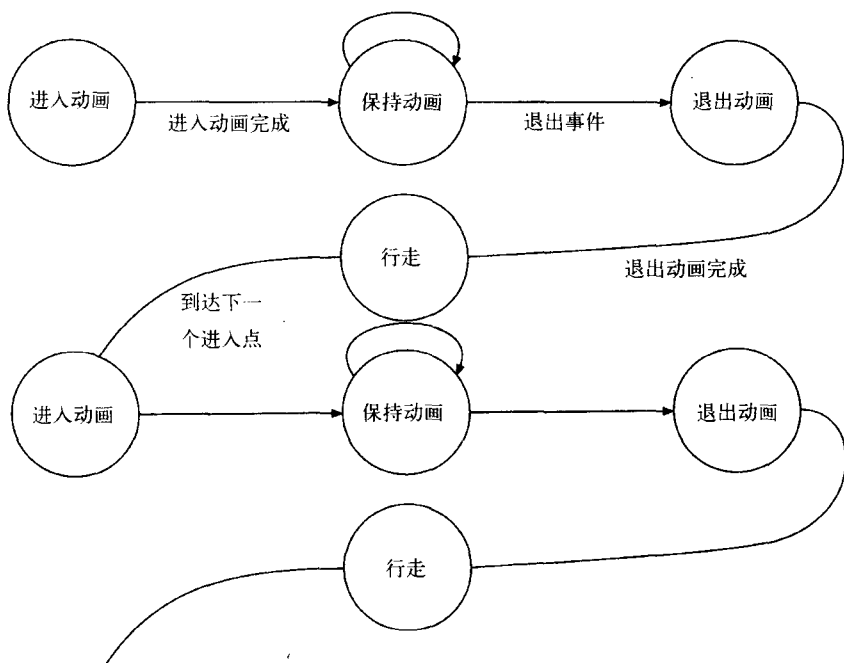 进入动画
保持动画
退出动画
进入动画完成
退出事件
行走
退出动画完成
到达下一
个进入点
进入动画
保持动画
退出动画
行走